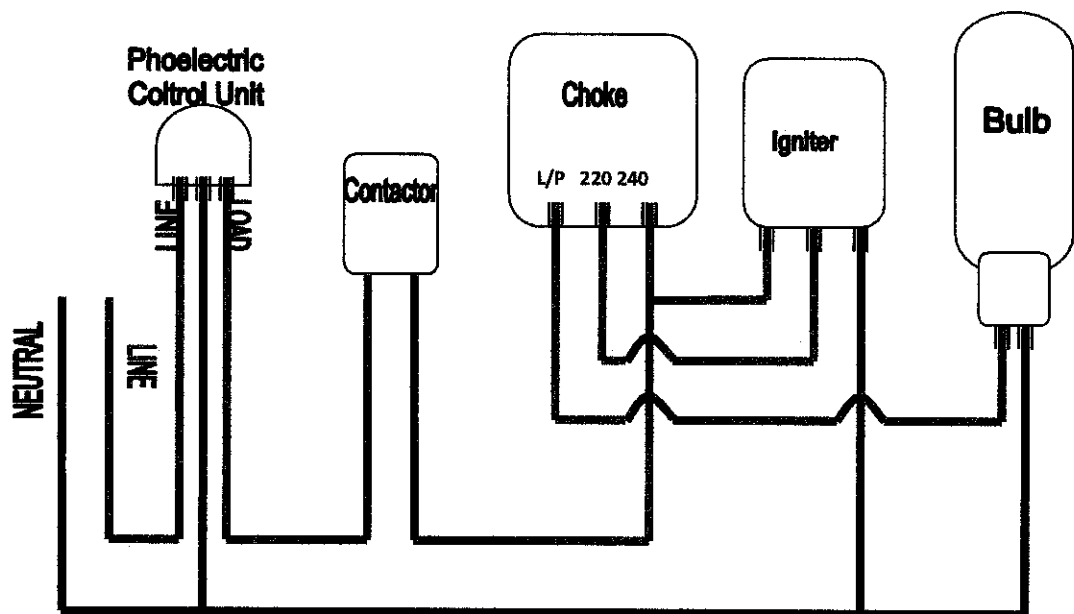 Phoelectric
Coltrol Unit
Choke
Igniter
Bulb
Contactor
L/P 220 240
LINE
LOAD
NEUTRAL
LINE